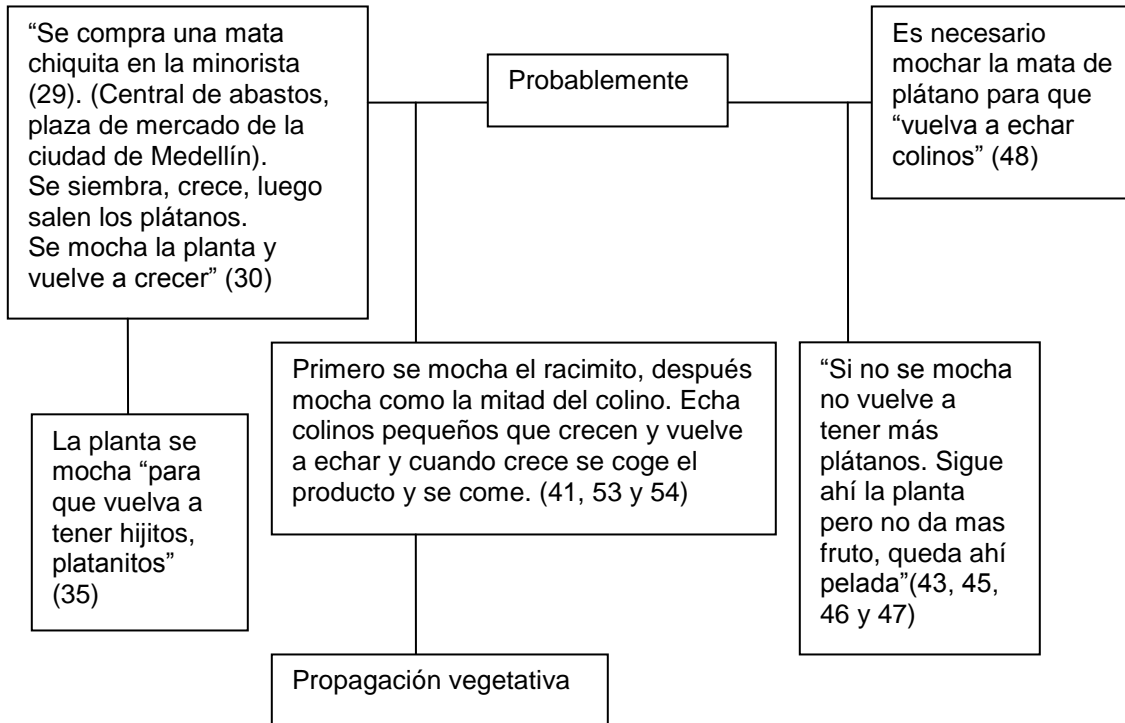 “Se compra una mata
chiquita en la minorista
(29). (Central de abastos,
plaza de mercado de la
ciudad de Medellín).
Se siembra, crece, luego
salen los plátanos.
Se mocha la planta y
vuelve a crecer” (30)
Probablemente
Es necesario
mochar la mata de
plátano para que
“vuelva a echar
colinos” (48)
La planta se
mocha “para
que vuelva a
tener hijitos,
platanitos”
(35)
Primero se mocha el racimito, después
mocha como la mitad del colino. Echa
colinos pequeños que crecen y vuelve
a echar y cuando crece se coge el
producto y se come. (41, 53 y 54)
“Si no se mocha
no vuelve a
tener más
plátanos. Sigue
ahí la planta
pero no da mas
fruto, queda ahí
pelada”(43, 45,
46 y 47)
Propagación vegetativa